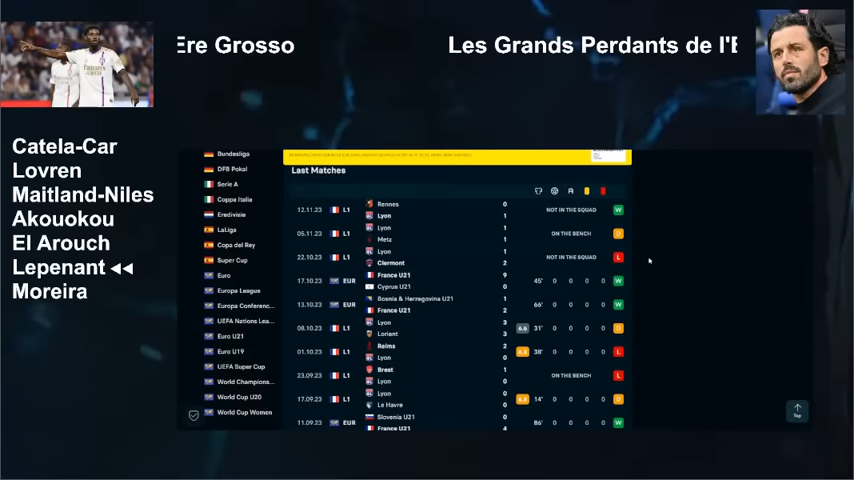 Ere Grosso
Les Grands Perdants de l'E
Catela-Car
Lovren
Maitland-Niles
Akouokou
El Arouch
Lepenant ◀◀
Moreira
Bundesliga
DFB Pokal
Serie A
Coppa Italia
Eredivisie
LaLiga
Copa del Rey
Super Cup
Euro
Europa League
Europa Conferenc...
UEFA Nations Lea...
Euro U21
Euro U19
UEFA Super Cup
World Champions...
World Cup U20
World Cup Women
Last Matches
12.11.23 L1 Rennes 0 NOT IN THE SQUAD W
Lyon 1
05.11.23 L1 Lyon 1 ON THE BENCH D
Metz 1
22.10.23 L1 Lyon 1 NOT IN THE SQUAD L
Clermont 2
17.10.23 EUR France U21 9 45' 0 0 0 0 W
Cyprus U21 0
13.10.23 EUR Bosnia & Herzegovina U21 1 66' 0 0 0 0 W
France U21 2
08.10.23 L1 Lyon 3 6.6 31' 0 0 0 0 D
Lorient 3
01.10.23 L1 Reims 2 6.3 38' 0 0 0 0 L
Lyon 0
23.09.23 L1 Brest 1 ON THE BENCH L
Lyon 0
17.09.23 L1 Lyon 0 6.3 14' 0 0 0 0 D
Le Havre 0
11.09.23 EUR Slovenia U21 0 86' 0 0 0 0 W
France U21 4
Top